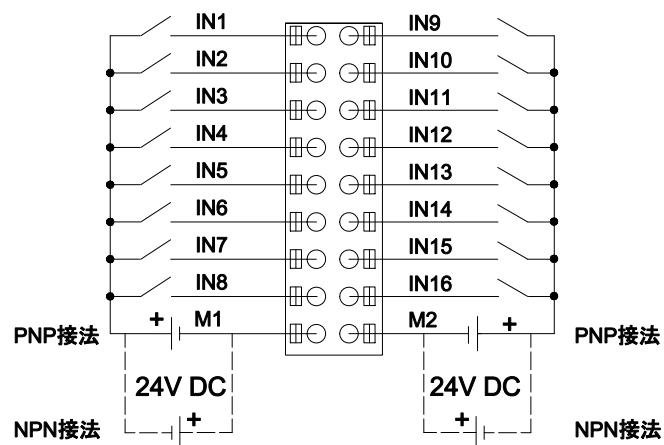 IN1 IN9
IN2 IN10
IN3 IN11
IN4 IN12
IN5 IN13
IN6 IN14
IN7 IN15
IN8 IN16
PNP接法 + M1 M2 + PNP接法
24V DC 24V DC
NPN接法 + + NPN接法